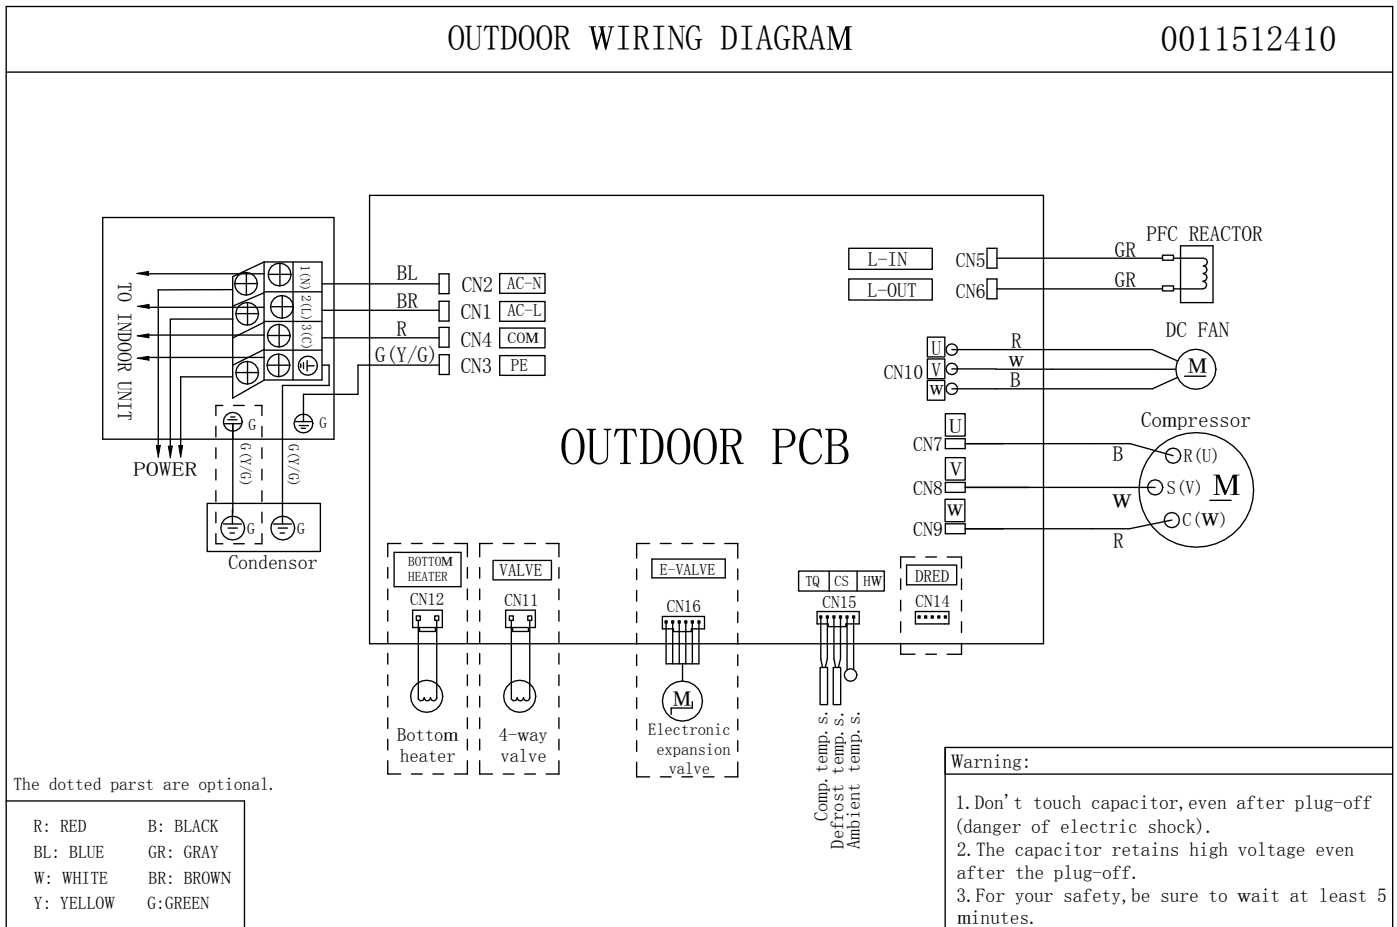 OUTDOOR WIRING DIAGRAM
0011512410
TO INDOOR UNIT
1(N)
2(L)
3(C)
BL
CN2
AC-N
BR
CN1
AC-L
R
CN4
COM
G(Y/G)
CN3
PE
G
G
G(Y/G)
G(Y/G)
POWER
G
G
Condensor
OUTDOOR PCB
L-IN
CN5
GR
PFC REACTOR
L-OUT
CN6
GR
DC FAN
CN10
U
R
V
W
W
B
M
Compressor
U
CN7
B
R(U)
V
CN8
W
S(V)
M
W
CN9
R
C(W)
BOTTOM
HEATER
CN12
Bottom
heater
VALVE
CN11
4-way
valve
E-VALVE
CN16
M
Electronic
expansion
valve
TQ
CS
HW
CN15
Comp. temp. s.
Defrost temp. s.
Ambient temp. s.
DRED
CN14
The dotted parst are optional.
R: RED B: BLACK
BL: BLUE GR: GRAY
W: WHITE BR: BROWN
Y: YELLOW G:GREEN
Warning:
1.Don't touch capacitor,even after plug-off
(danger of electric shock).
2.The capacitor retains high voltage even
after the plug-off.
3.For your safety,be sure to wait at least 5
minutes.